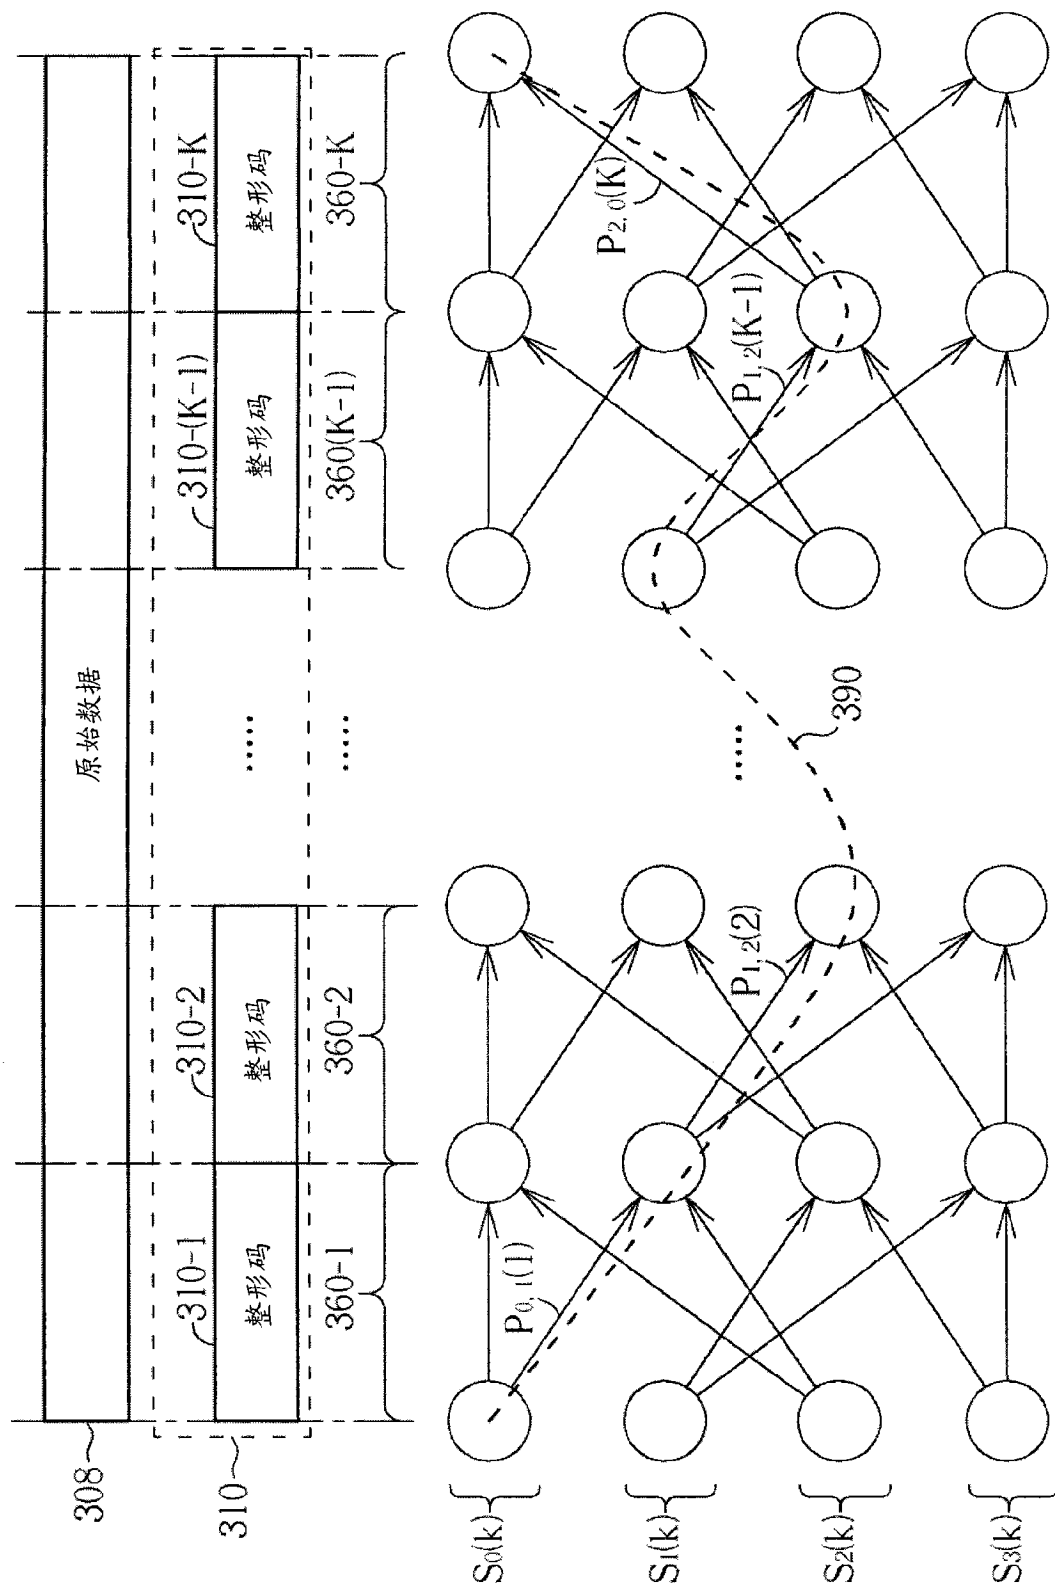 308
原始数据
310
310-1
310-2
310-(K-1)
310-K
整形码
整形码
.....
整形码
整形码
360-1
360-2
.....
360(K-1)
360-K
S0(k)
S1(k)
S2(k)
S3(k)
P0,1(1)
P1,2(2)
.....
390
P1,2(K-1)
P2,0(K)